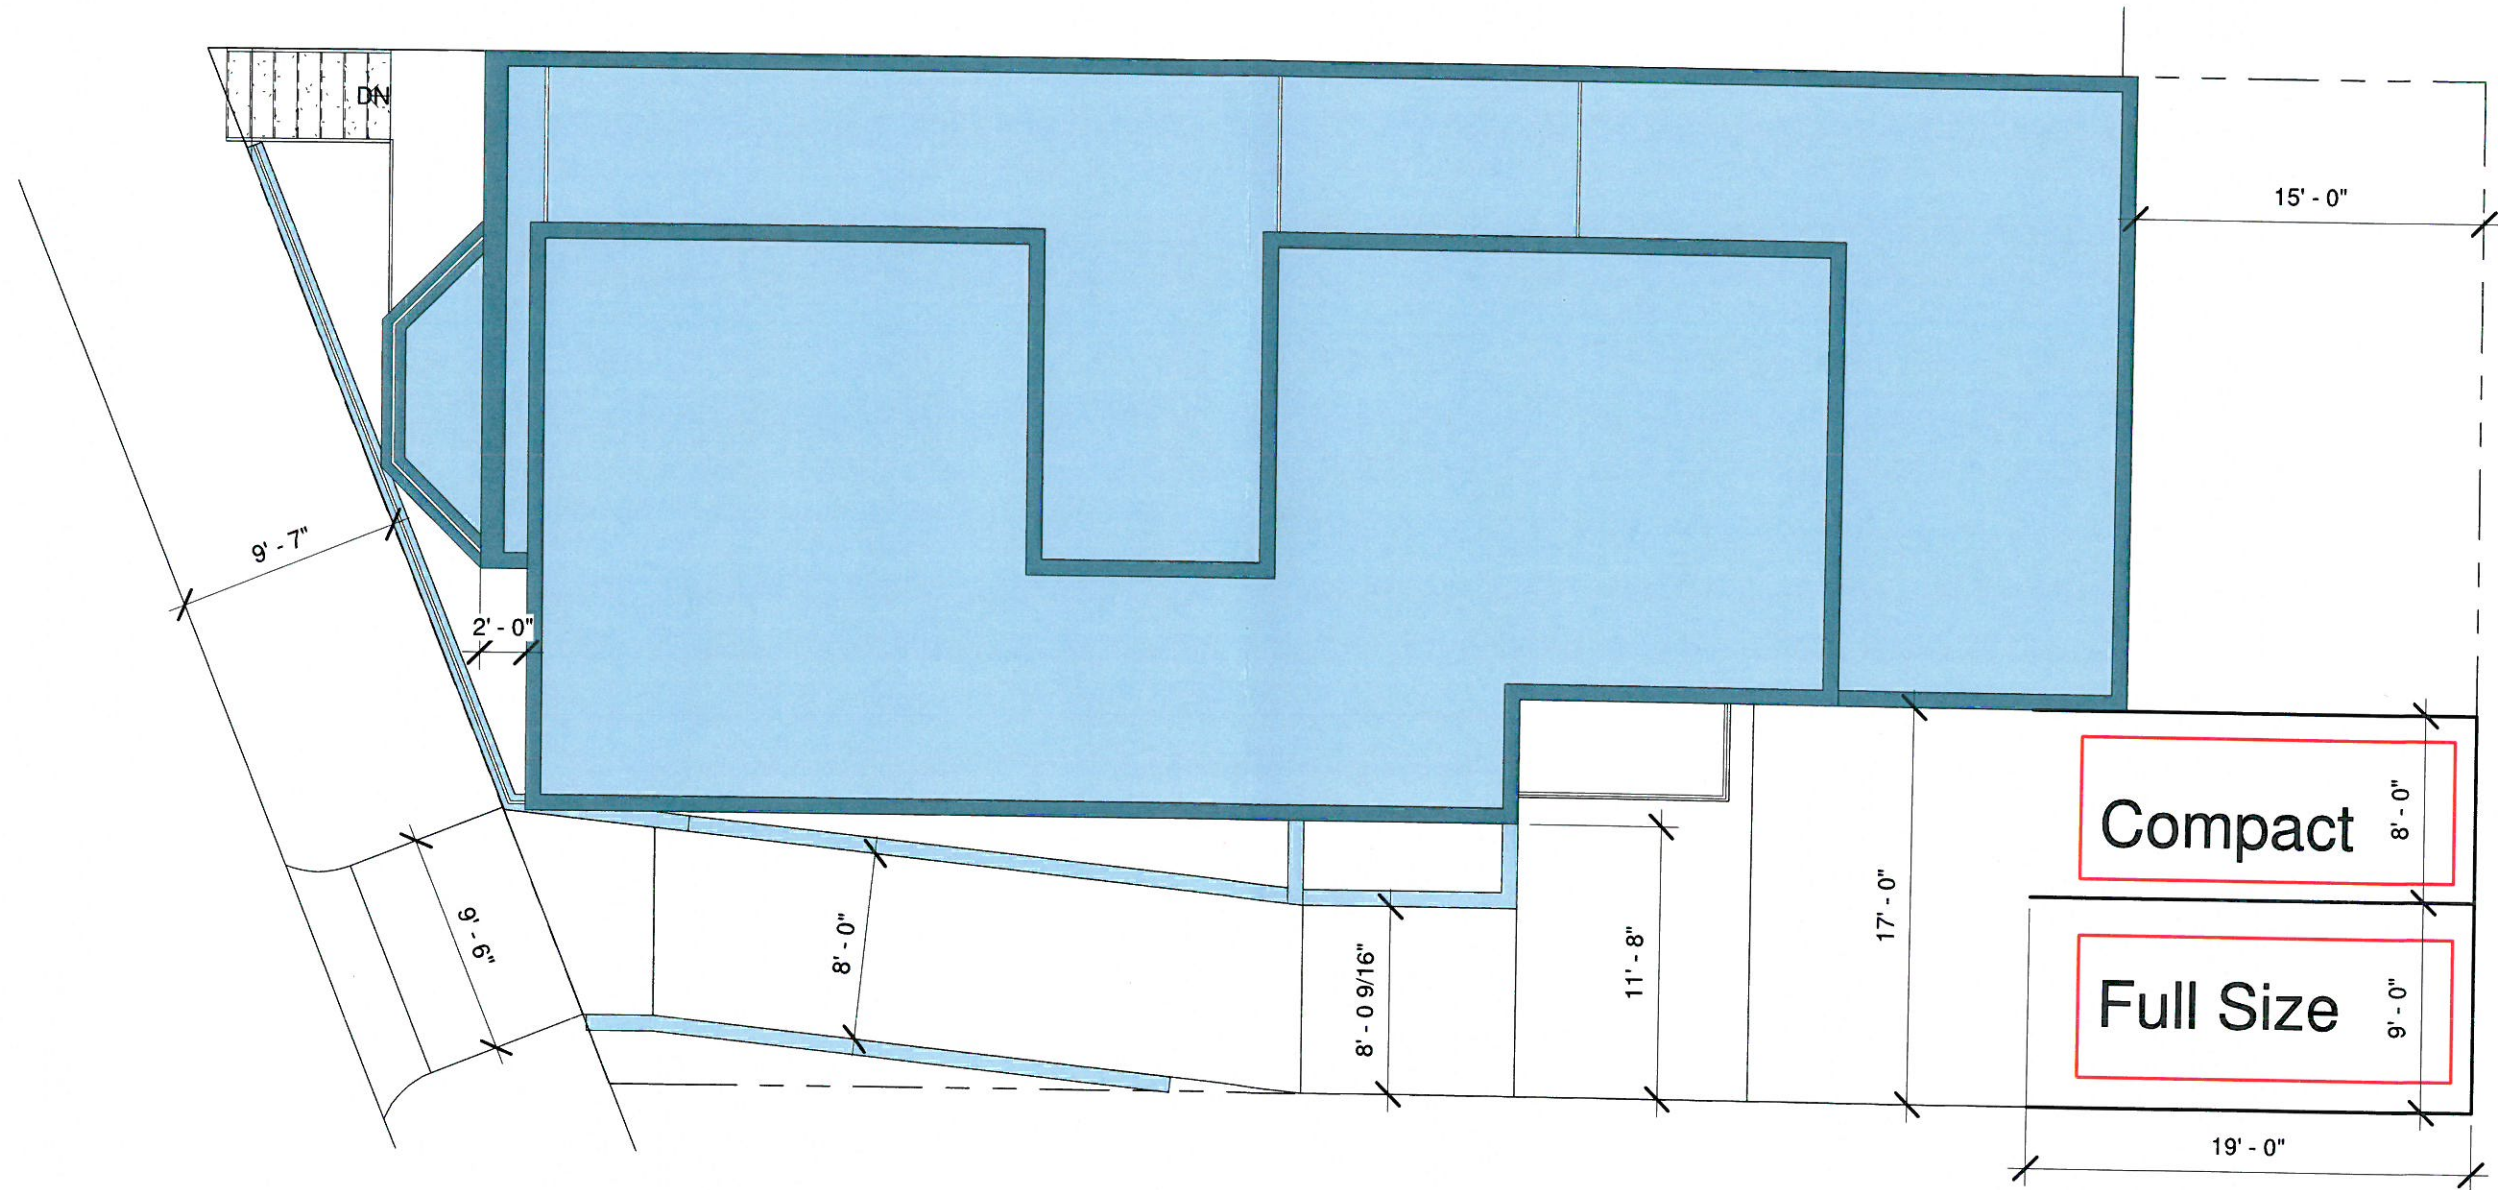 DN
15' - 0"
9' - 7"
2' - 0"
Compact
8' - 0"
17' - 0"
9' - 6"
8' - 0"
11' - 8"
8' - 0 9/16"
Full Size
9' - 0"
19' - 0"